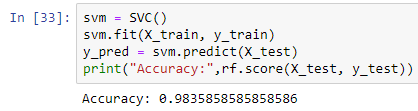 In [33]: svm = SVC()
svm.fit(X_train, y_train)
y_pred = svm.predict(X_test)
print("Accuracy:",rf.score(X_test, y_test))
Accuracy: 0.9835858585858586